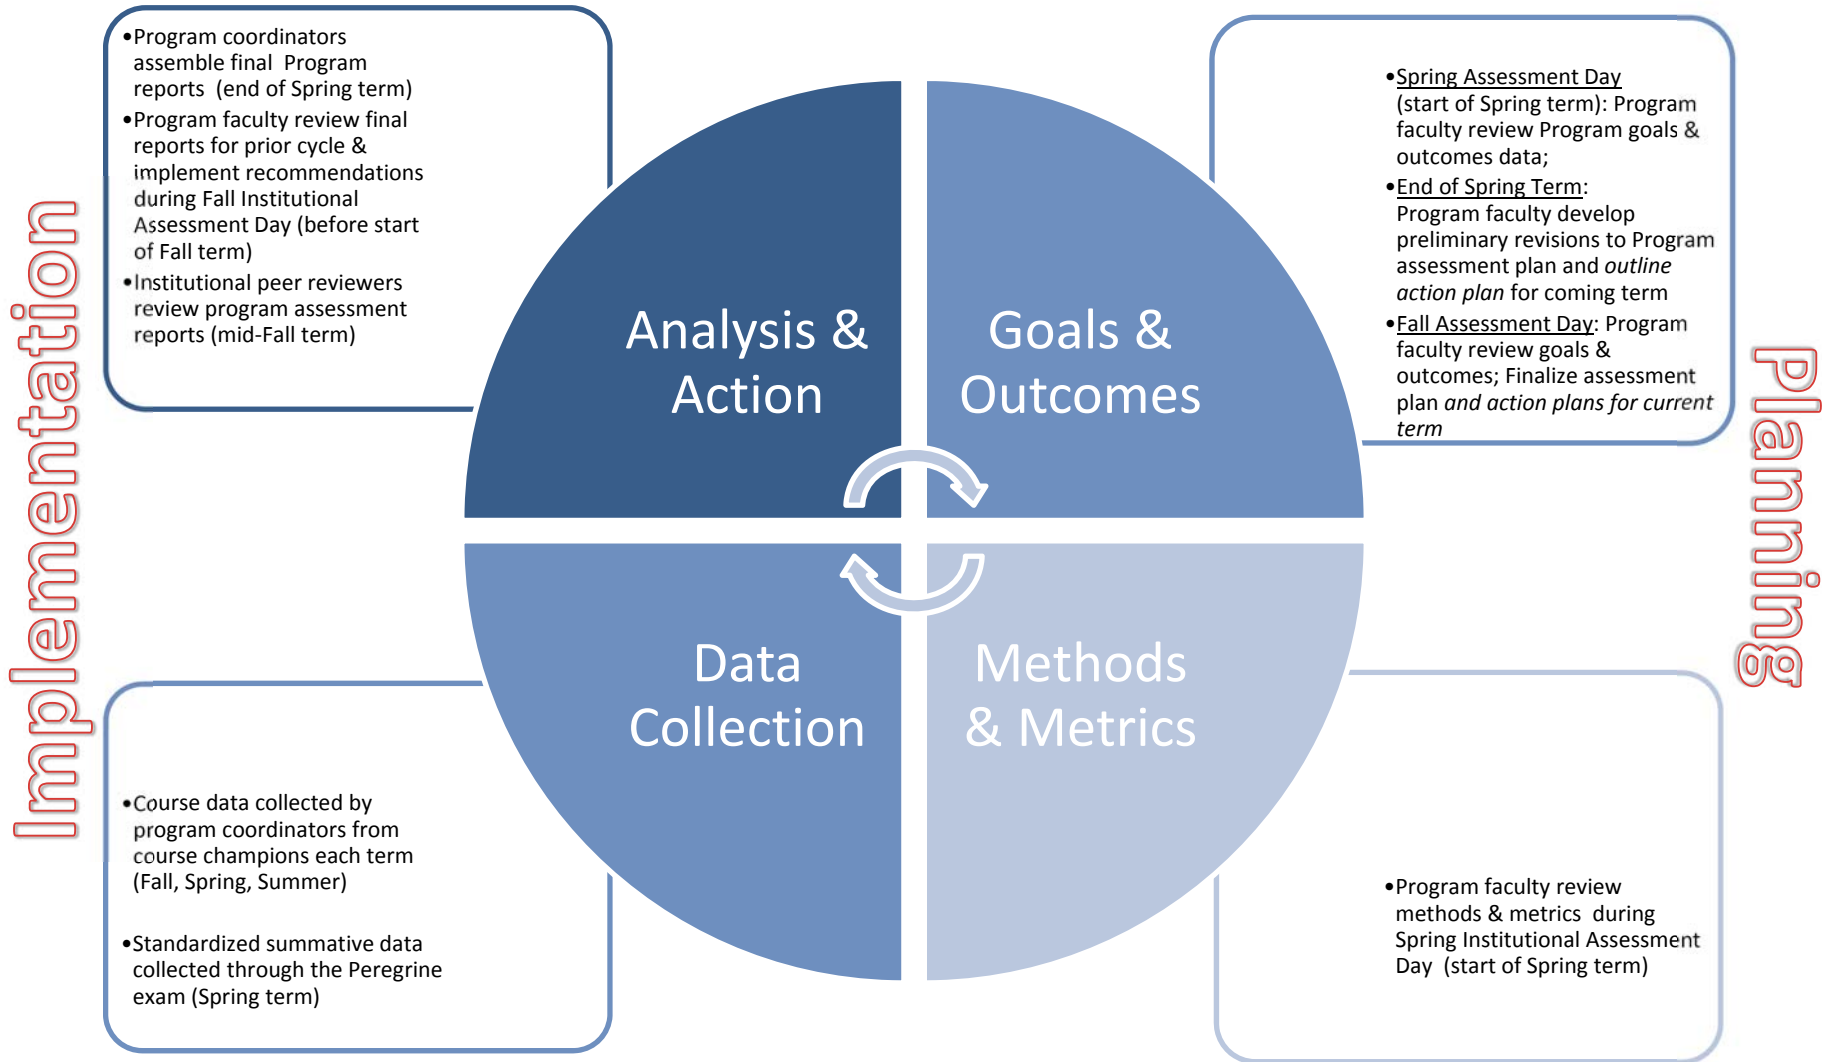 Implementation
•Program coordinators
assemble final  Program
reports  (end of Spring term)
•Program faculty review final
reports for prior cycle &
implement recommendations
during Fall Institutional
Assessment Day (before start
of Fall term)
•Institutional peer reviewers
review program assessment
reports (mid-Fall term)
Analysis &
Action
Goals &
Outcomes
•Spring Assessment Day
(start of Spring term): Program
faculty review Program goals &
outcomes data;
•End of Spring Term:
Program faculty develop
preliminary revisions to Program
assessment plan and outline
action plan for coming term
•Fall Assessment Day: Program
faculty review goals &
outcomes; Finalize assessment
plan and action plans for current
term
Planning
Data
Collection
•Course data collected by
program coordinators from
course champions each term
(Fall, Spring, Summer)
•Standardized summative data
collected through the Peregrine
exam (Spring term)
Methods
& Metrics
•Program faculty review
methods & metrics  during
Spring Institutional Assessment
Day  (start of Spring term)